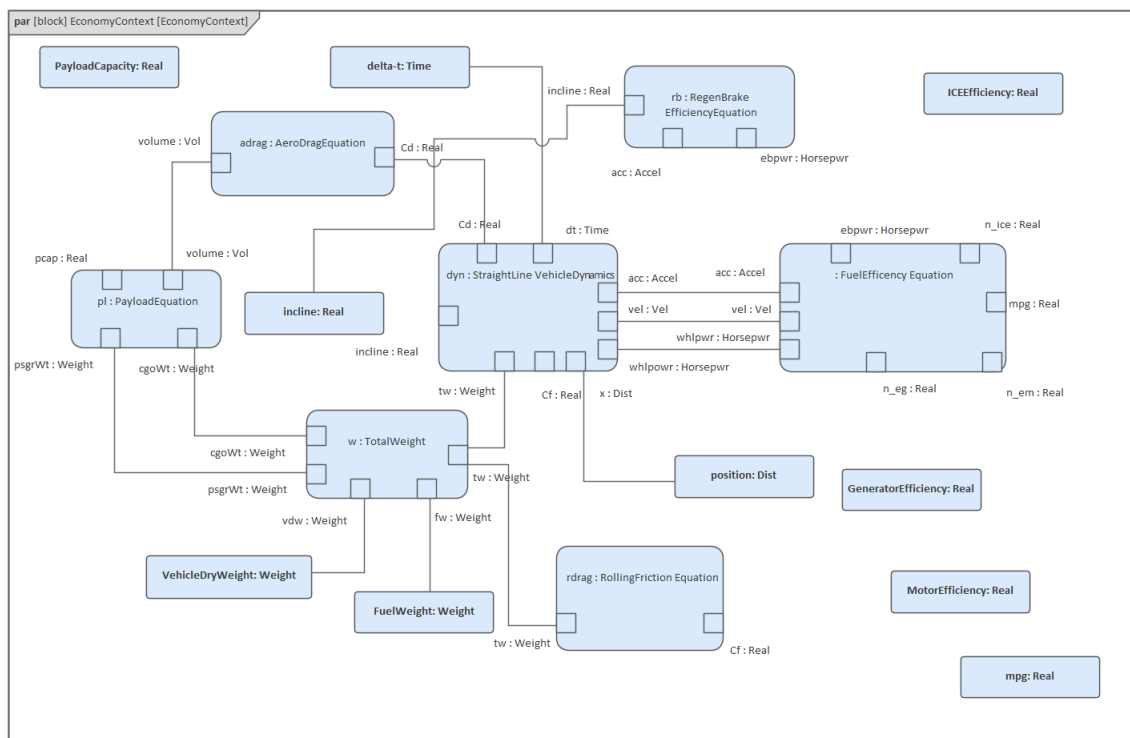 par [block] EconomyContext [EconomyContext]
PayloadCapacity: Real
delta-t: Time
ICEEfficiency: Real
incline : Real
rb : RegenBrake
EfficiencyEquation
volume : Vol
adrag : AeroDragEquation
Cd : Real
ebpwr : Horsepwr
acc : Accel
Cd : Real
dt : Time
ebpwr : Horsepwr
n_ice : Real
pcap : Real
volume : Vol
pl : PayloadEquation
dyn : StraightLine VehicleDynamics
acc : Accel
acc : Accel
: FuelEfficency Equation
mpg : Real
incline: Real
vel : Vel
vel : Vel
whlpwr : Horsepwr
incline : Real
psgrWt : Weight
cgoWt : Weight
whlpowr : Horsepwr
tw : Weight
Cf : Real
x : Dist
n_eg : Real
n_em : Real
w : TotalWeight
cgoWt : Weight
tw : Weight
position: Dist
psgrWt : Weight
GeneratorEfficiency: Real
vdw : Weight
fw : Weight
VehicleDryWeight: Weight
rdrag : RollingFriction Equation
MotorEfficiency: Real
FuelWeight: Weight
tw : Weight
Cf : Real
mpg: Real